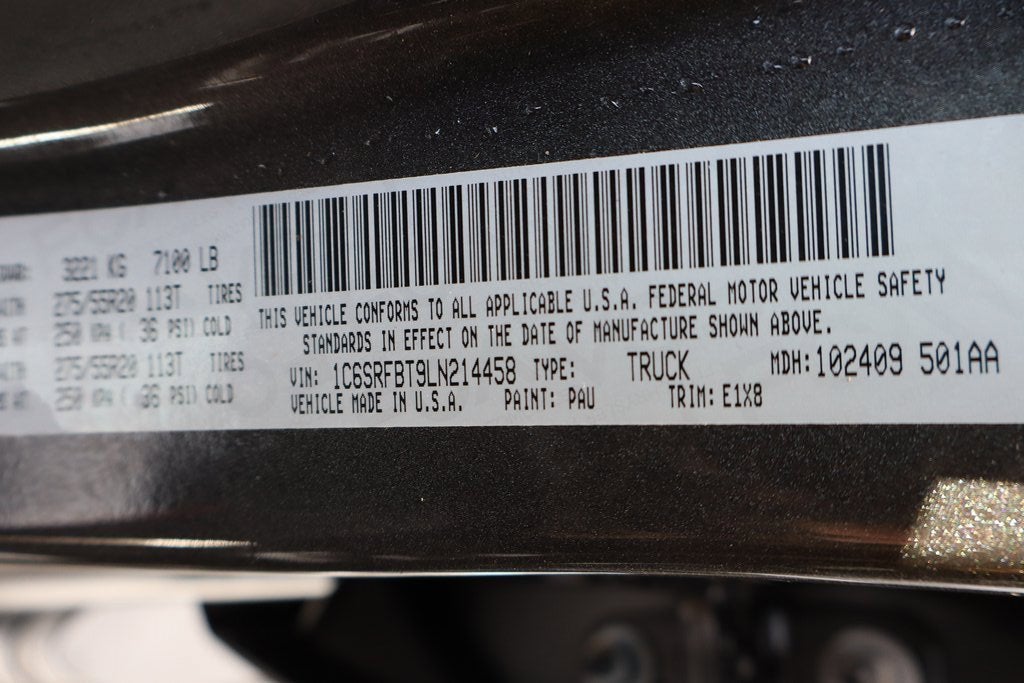 3221 KG 7100 LB
275/55R20 113T TIRES
250 KPA ( 36 PSI) COLD
275/55R20 113T TIRES
250 KPA ( 36 PSI) COLD
THIS VEHICLE CONFORMS TO ALL APPLICABLE U.S.A. FEDERAL MOTOR VEHICLE SAFETY
STANDARDS IN EFFECT ON THE DATE OF MANUFACTURE SHOWN ABOVE.
VIN: 1C6SRFBT9LN214458 TYPE: TRUCK MDH: 102409 501AA
VEHICLE MADE IN U.S.A. PAINT: PAU TRIM: E1X8